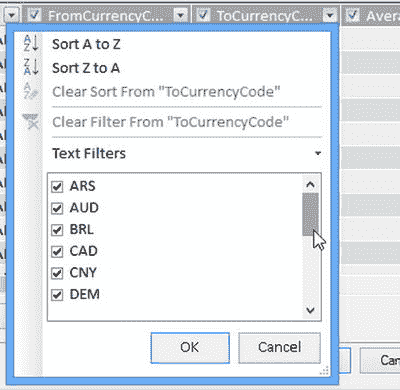 FromCurrencyC... ToCurrencyC... Avera
Sort A to Z
Sort Z to A
Clear Sort From "ToCurrencyCode"
Clear Filter From "ToCurrencyCode"
Text Filters
ARS
AUD
BRL
CAD
CNY
DEM
OK Cancel
Can